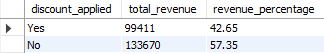 discount_applied total_revenue revenue_percentage
Yes 99411 42.65
No 133670 57.35